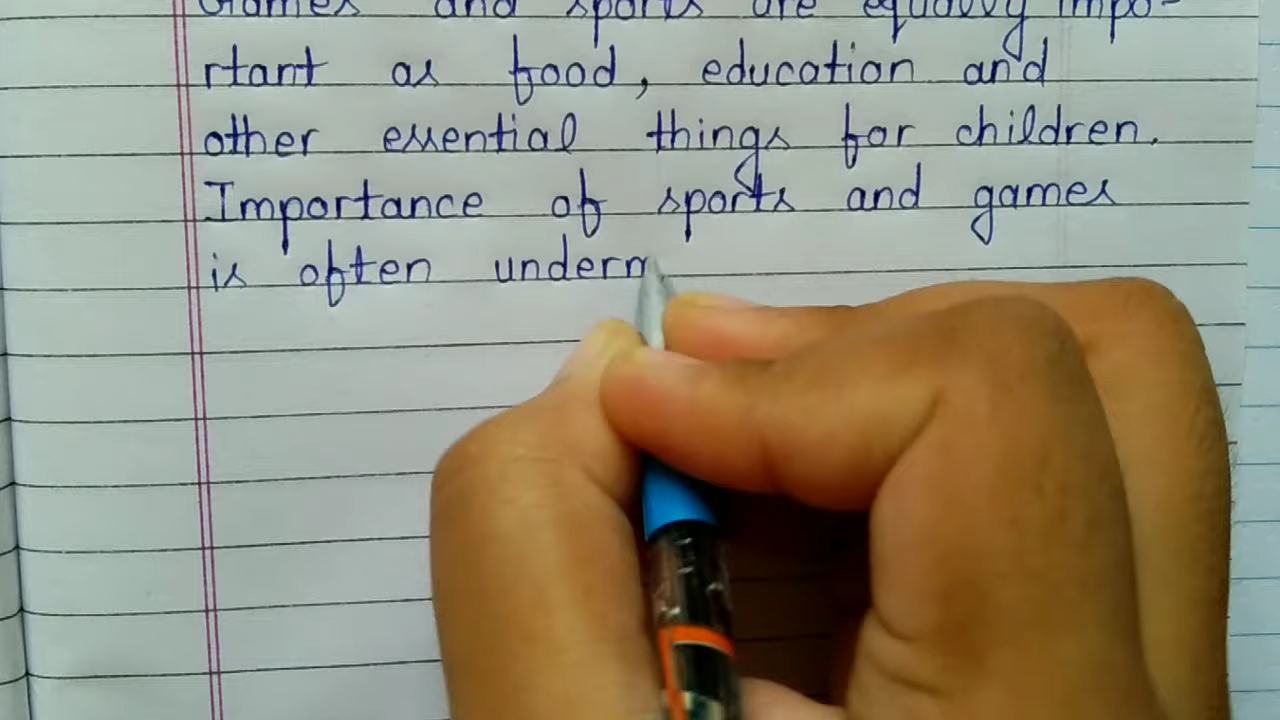 Games and sports are equally impo-
rtant as food, education and
other essential things for children.
Importance of sports and games
is often underm